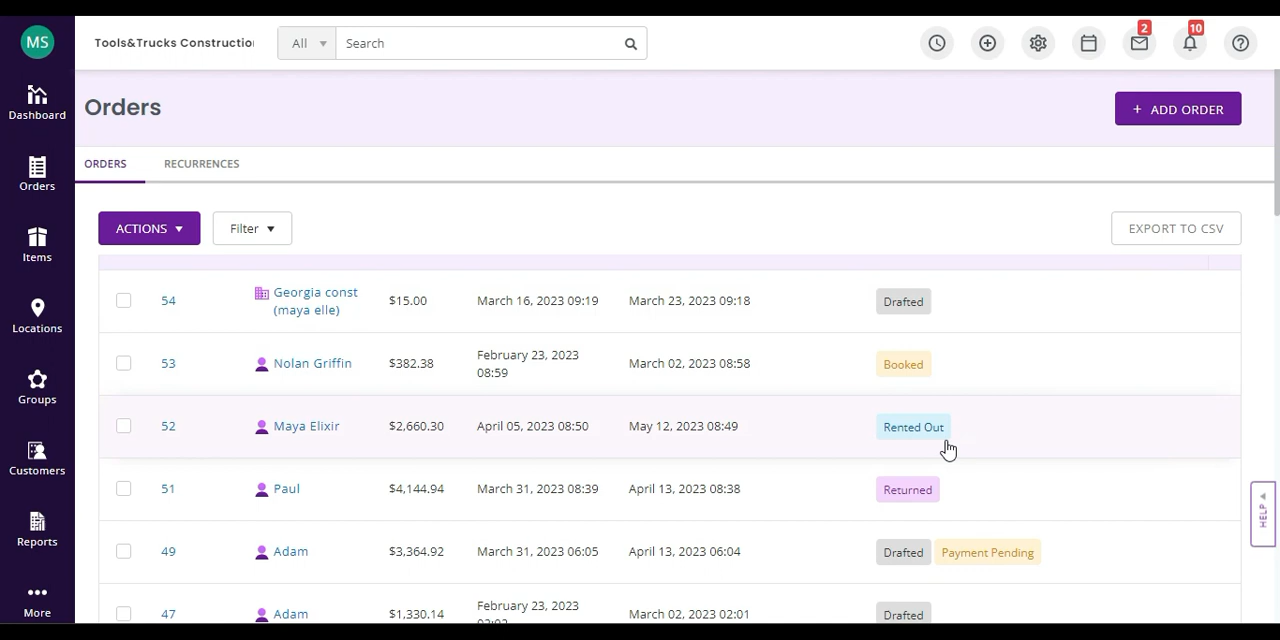 MS
Tools&Trucks Constructio
All
Search
2
10
Dashboard
Orders
Items
Locations
Groups
Customers
Reports
More
Orders
+ ADD ORDER
ORDERS
RECURRENCES
ACTIONS
Filter
EXPORT TO CSV
54 Georgia const $15.00 March 16, 2023 09:19 March 23, 2023 09:18 Drafted
(maya elle)
53 Nolan Griffin $382.38 February 23, 2023 March 02, 2023 08:58 Booked
08:59
52 Maya Elixir $2,660.30 April 05, 2023 08:50 May 12, 2023 08:49 Rented Out
51 Paul $4,144.94 March 31, 2023 08:39 April 13, 2023 08:38 Returned
49 Adam $3,364.92 March 31, 2023 06:05 April 13, 2023 06:04 Drafted Payment Pending
47 Adam $1,330.14 February 23, 2023 March 02, 2023 02:01 Drafted
HELP